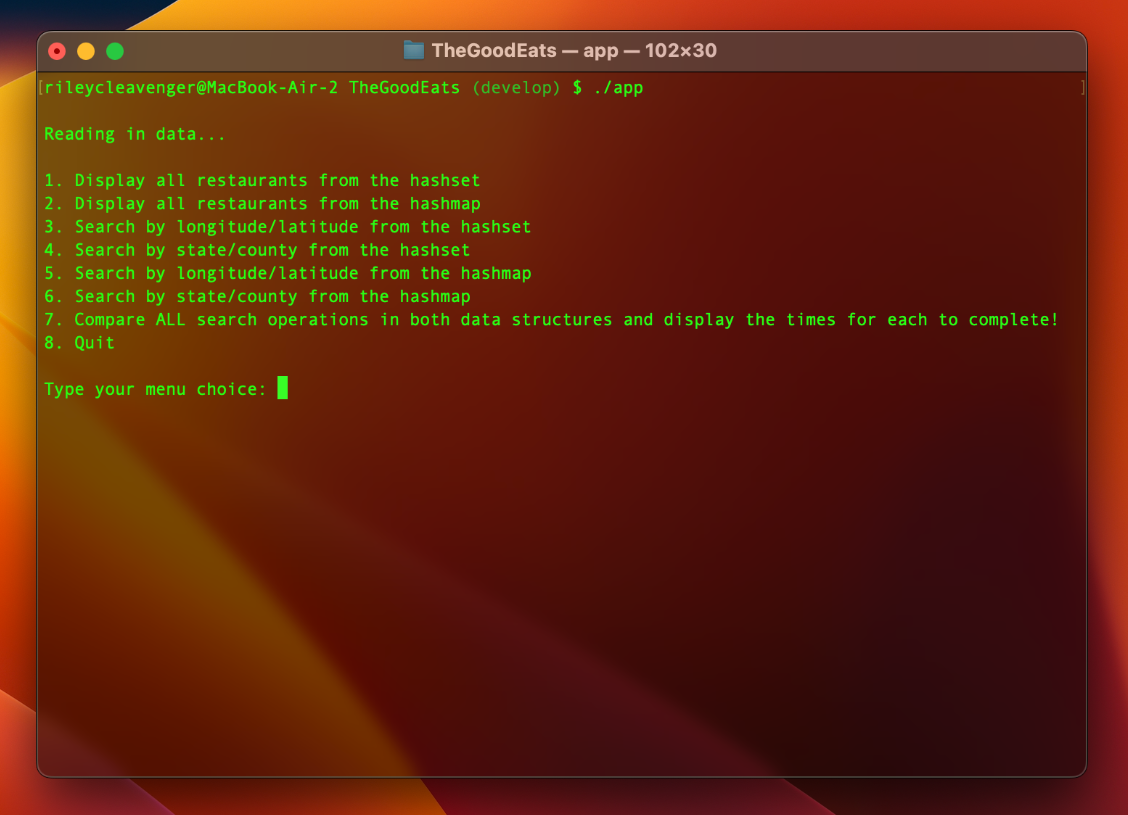 TheGoodEats — app — 102×30
[rileycleavenger@MacBook-Air-2 TheGoodEats (develop) $ ./app ]
Reading in data...
1. Display all restaurants from the hashset
2. Display all restaurants from the hashmap
3. Search by longitude/latitude from the hashset
4. Search by state/county from the hashset
5. Search by longitude/latitude from the hashmap
6. Search by state/county from the hashmap
7. Compare ALL search operations in both data structures and display the times for each to complete!
8. Quit
Type your menu choice: